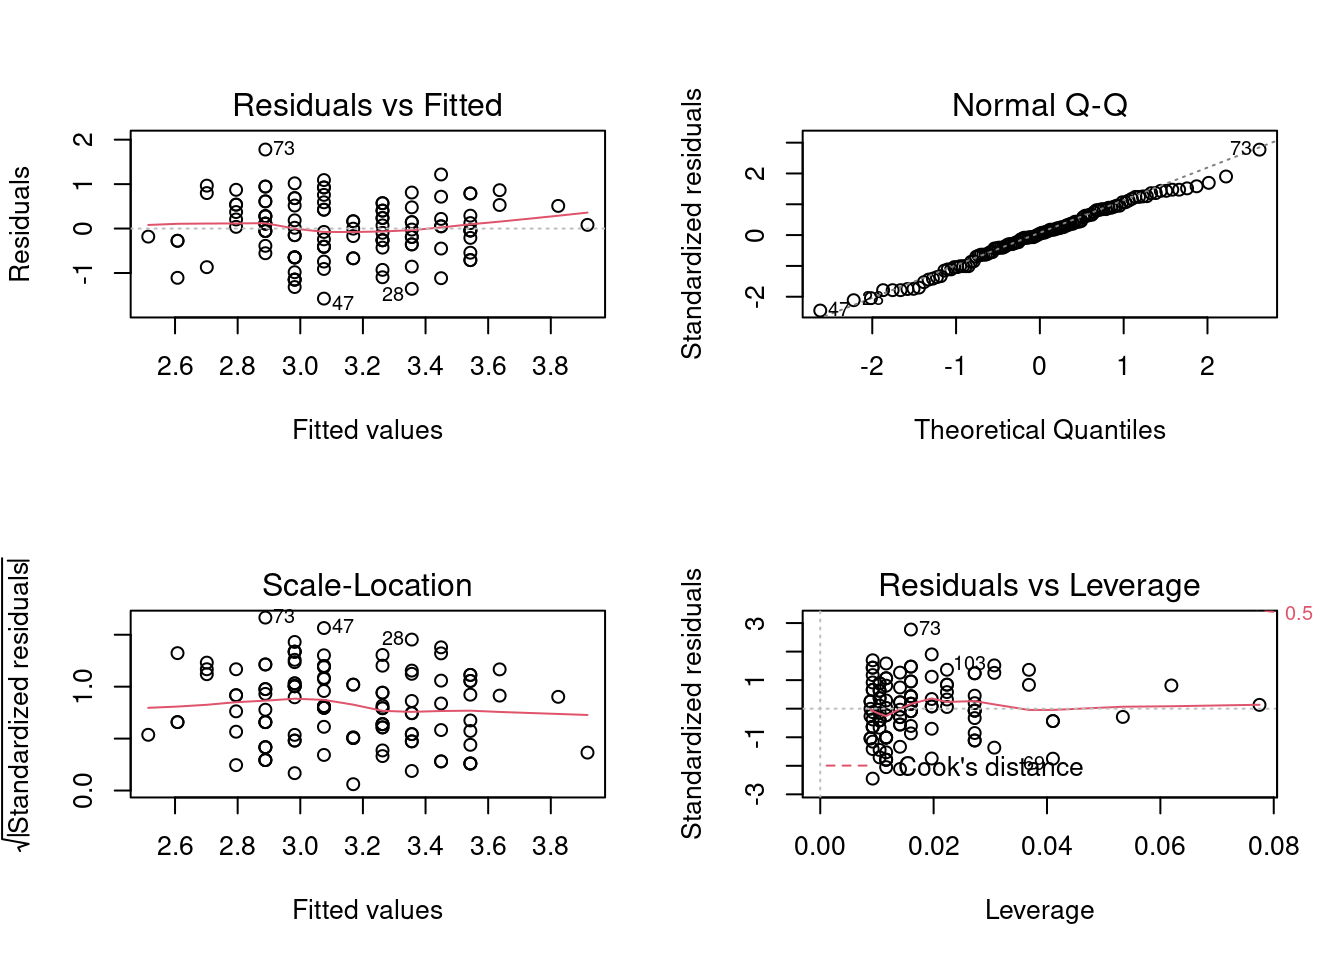 Residuals vs Fitted
Residuals
2
1
0
-1
73
47
28
2.6 2.8 3.0 3.2 3.4 3.6 3.8
Fitted values
Normal Q-Q
Standardized residuals
2
0
-2
73
28
47
-2 -1 0 1 2
Theoretical Quantiles
Scale-Location
√|Standardized residuals|
1.0
0.0
73
47
28
2.6 2.8 3.0 3.2 3.4 3.6 3.8
Fitted values
Residuals vs Leverage
Standardized residuals
3
1
-1
-3
0.5
73
103
69
Cook's distance
0.00 0.02 0.04 0.06 0.08
Leverage